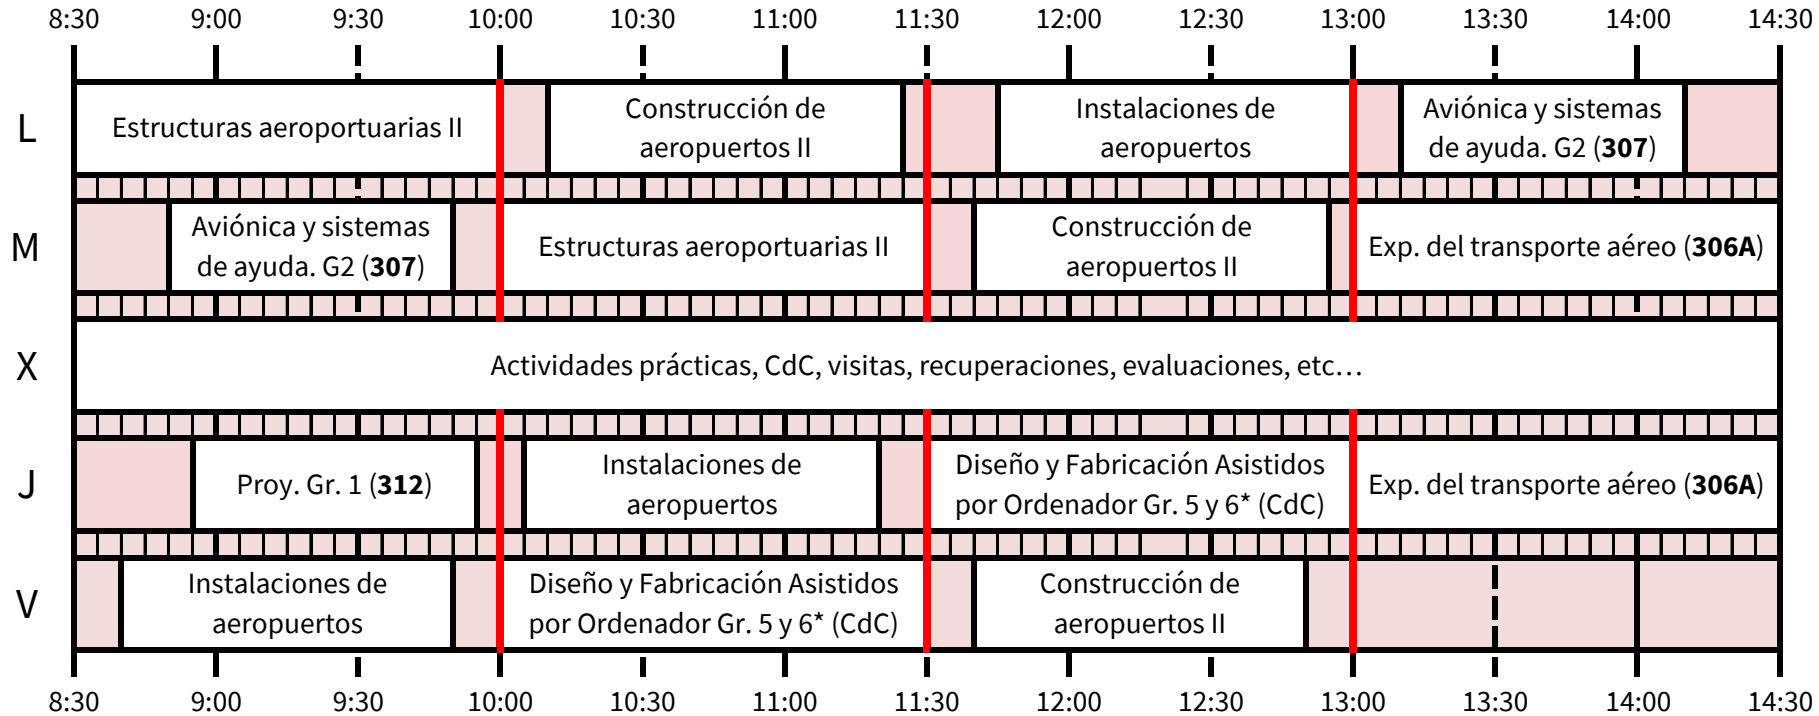 8:30 9:00 9:30 10:00 10:30 11:00 11:30 12:00 12:30 13:00 13:30 14:00 14:30
L
Estructuras aeroportuarias II
Construcción de
aeropuertos II
Instalaciones de
aeropuertos
Aviónica y sistemas
de ayuda. G2 (307)
M
Aviónica y sistemas
de ayuda. G2 (307)
Estructuras aeroportuarias II
Construcción de
aeropuertos II
Exp. del transporte aéreo (306A)
X
Actividades prácticas, CdC, visitas, recuperaciones, evaluaciones, etc…
J
Proy. Gr. 1 (312)
Instalaciones de
aeropuertos
Diseño y Fabricación Asistidos
por Ordenador Gr. 5 y 6* (CdC)
Exp. del transporte aéreo (306A)
V
Instalaciones de
aeropuertos
Diseño y Fabricación Asistidos
por Ordenador Gr. 5 y 6* (CdC)
Construcción de
aeropuertos II
8:30 9:00 9:30 10:00 10:30 11:00 11:30 12:00 12:30 13:00 13:30 14:00 14:30